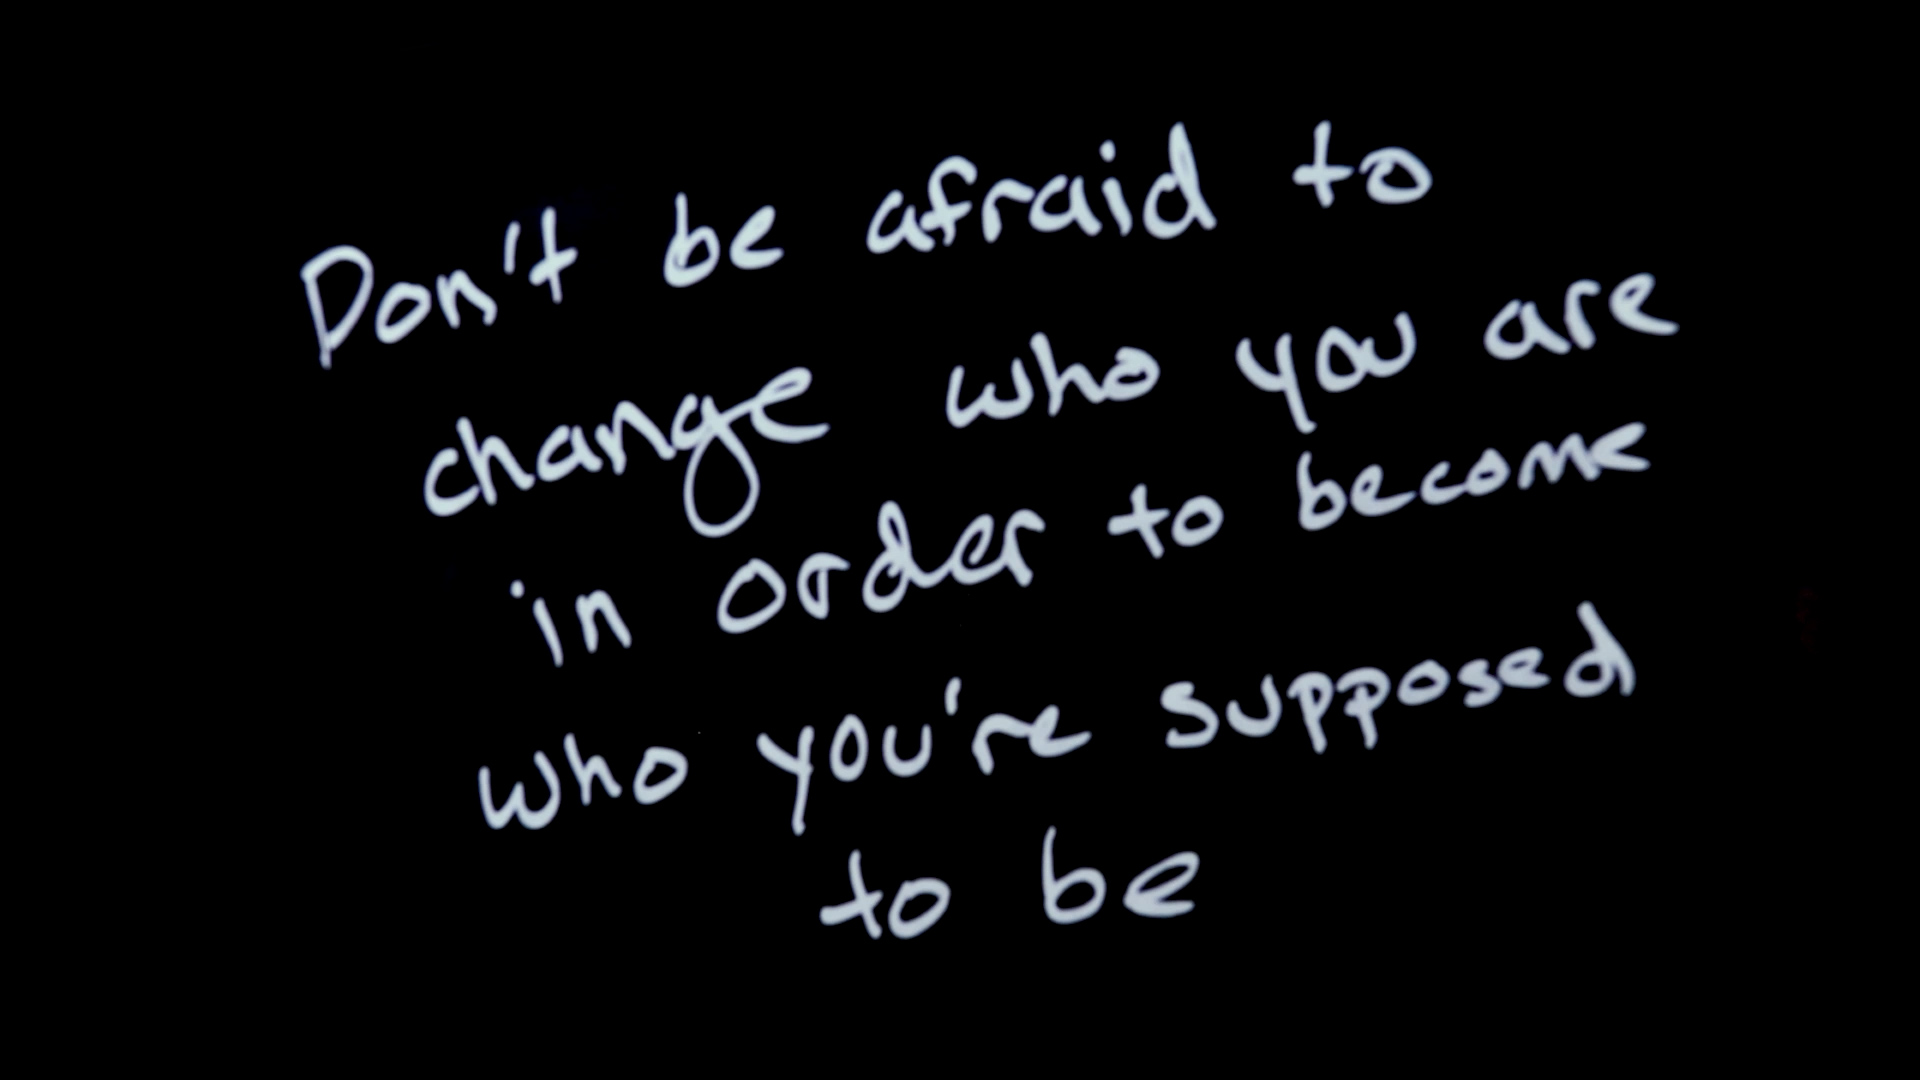 Don't be afraid to
change who you are
in order to become
who you're supposed
to be